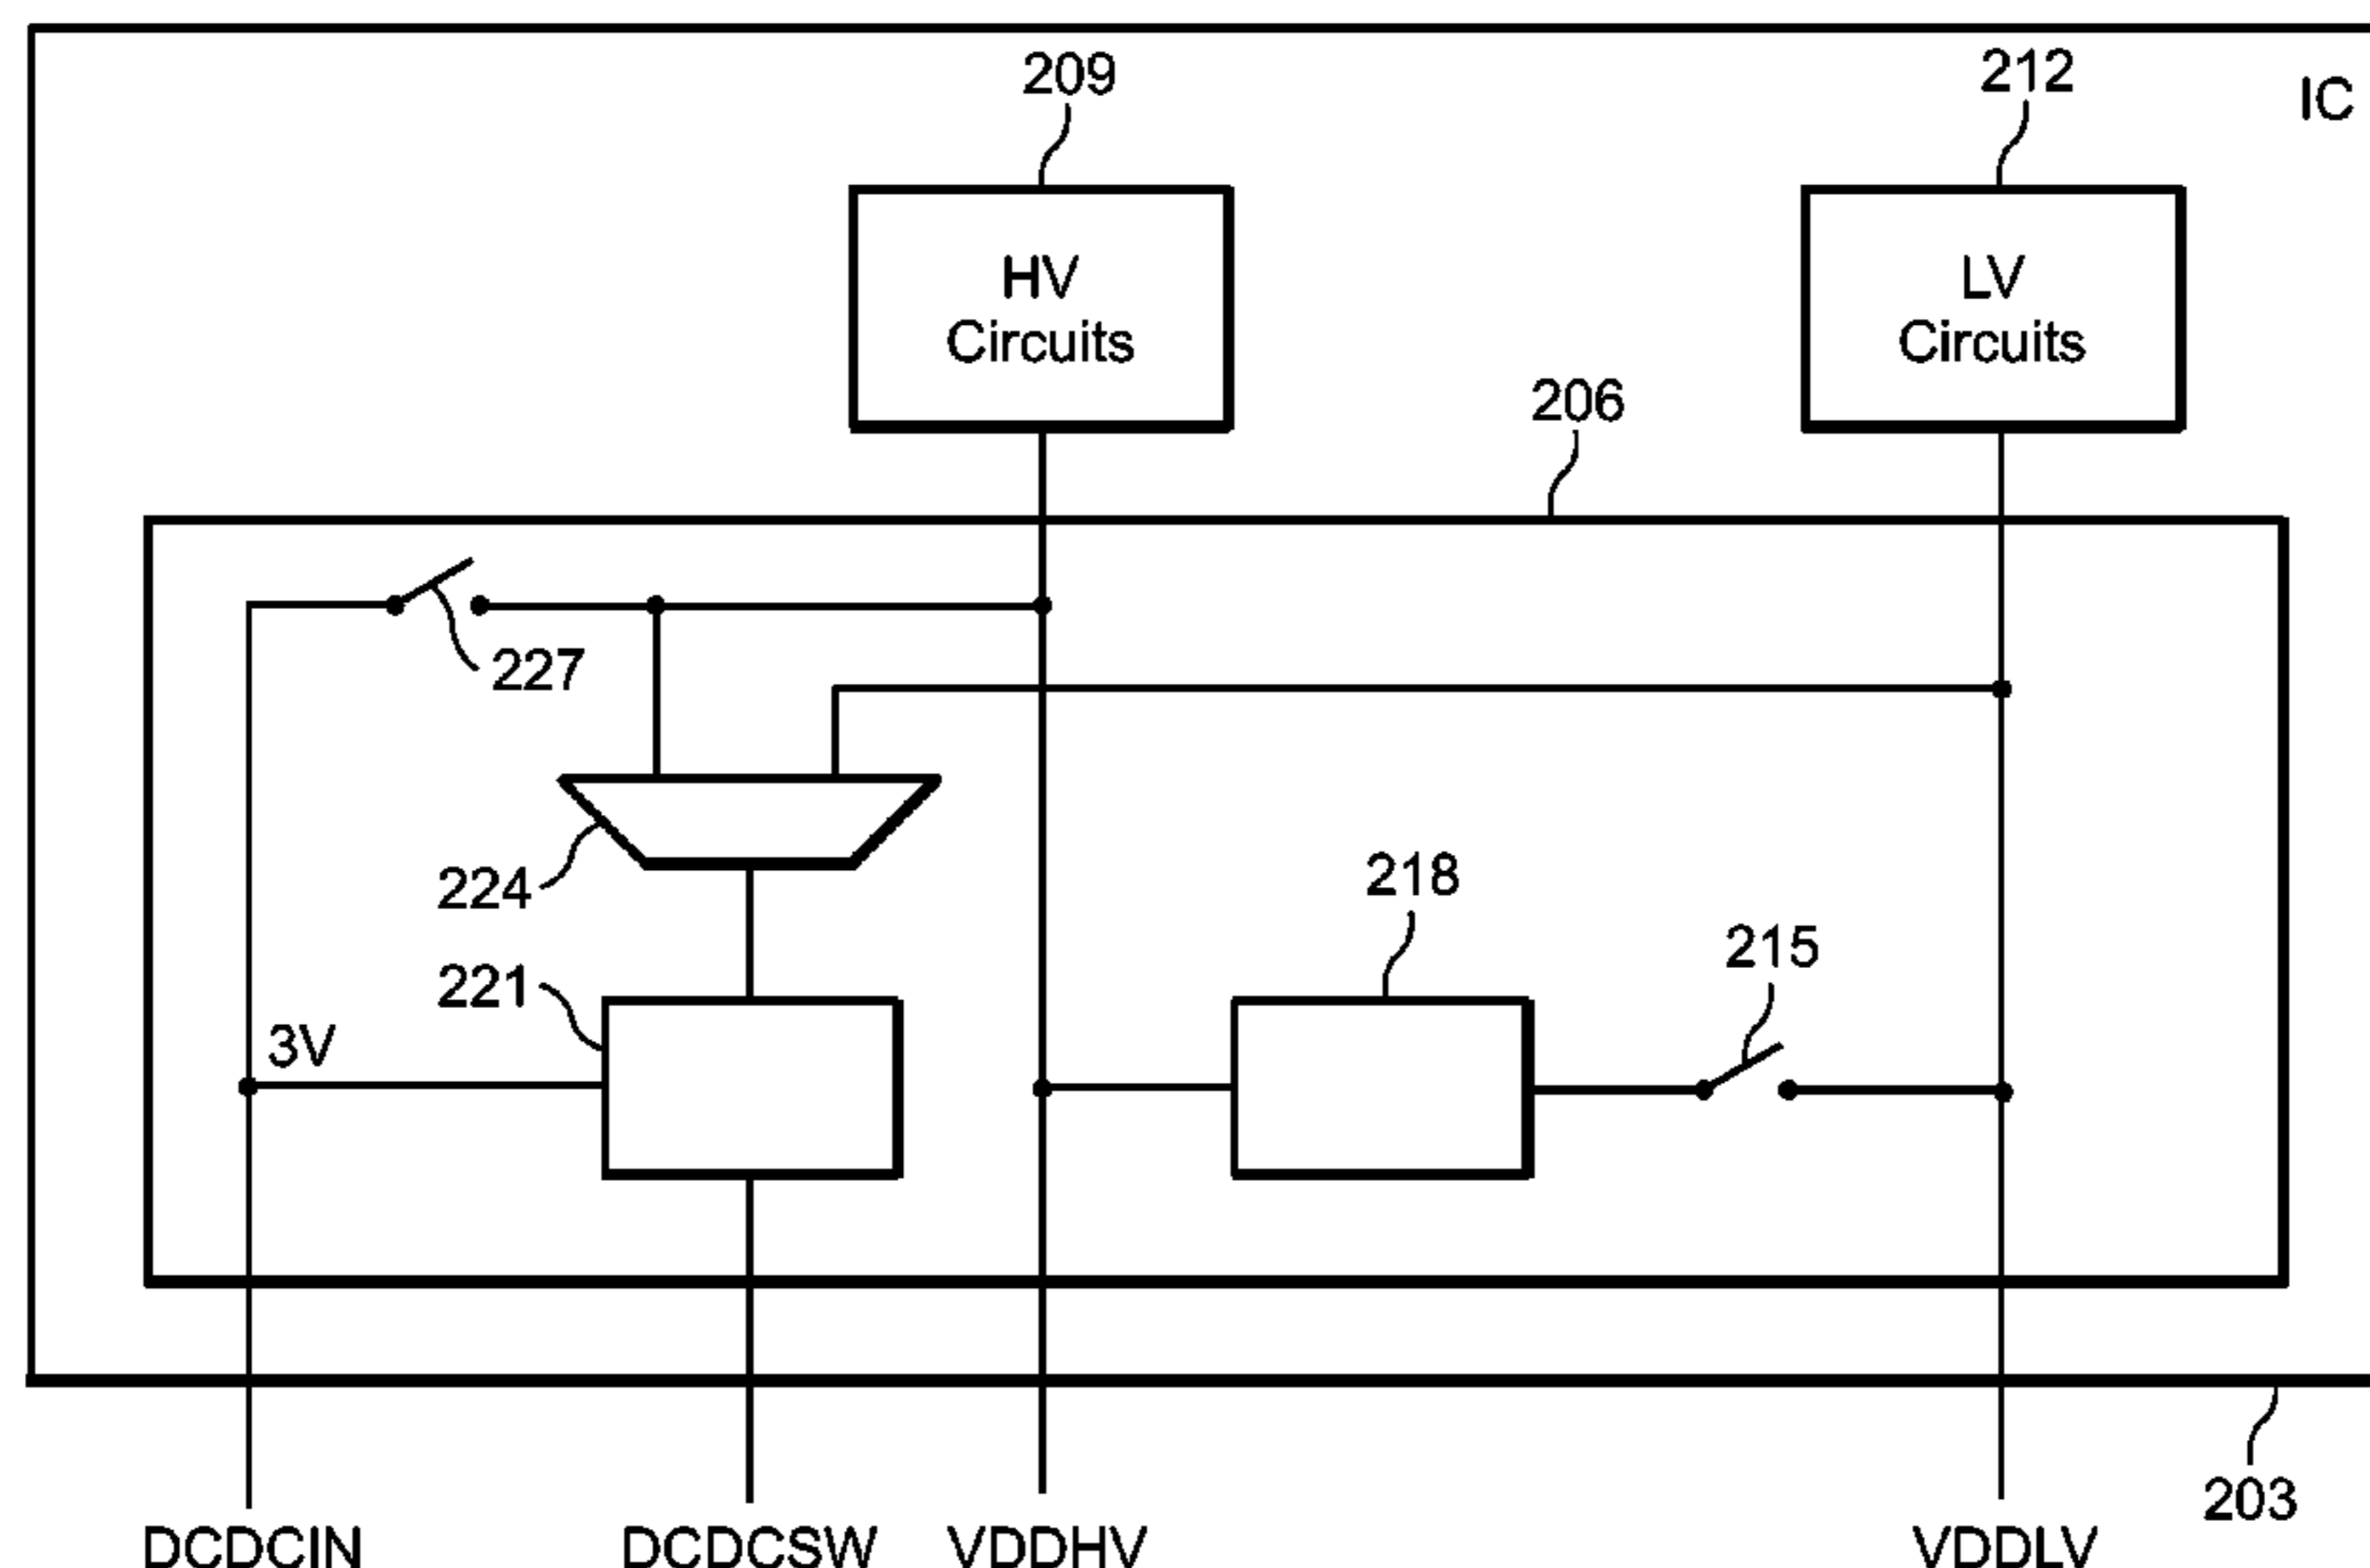 209
212
IC
HV
Circuits
LV
Circuits
206
227
224
218
215
221
3V
203
DCDCIN
DCDCSW
VDDHV
VDDLV